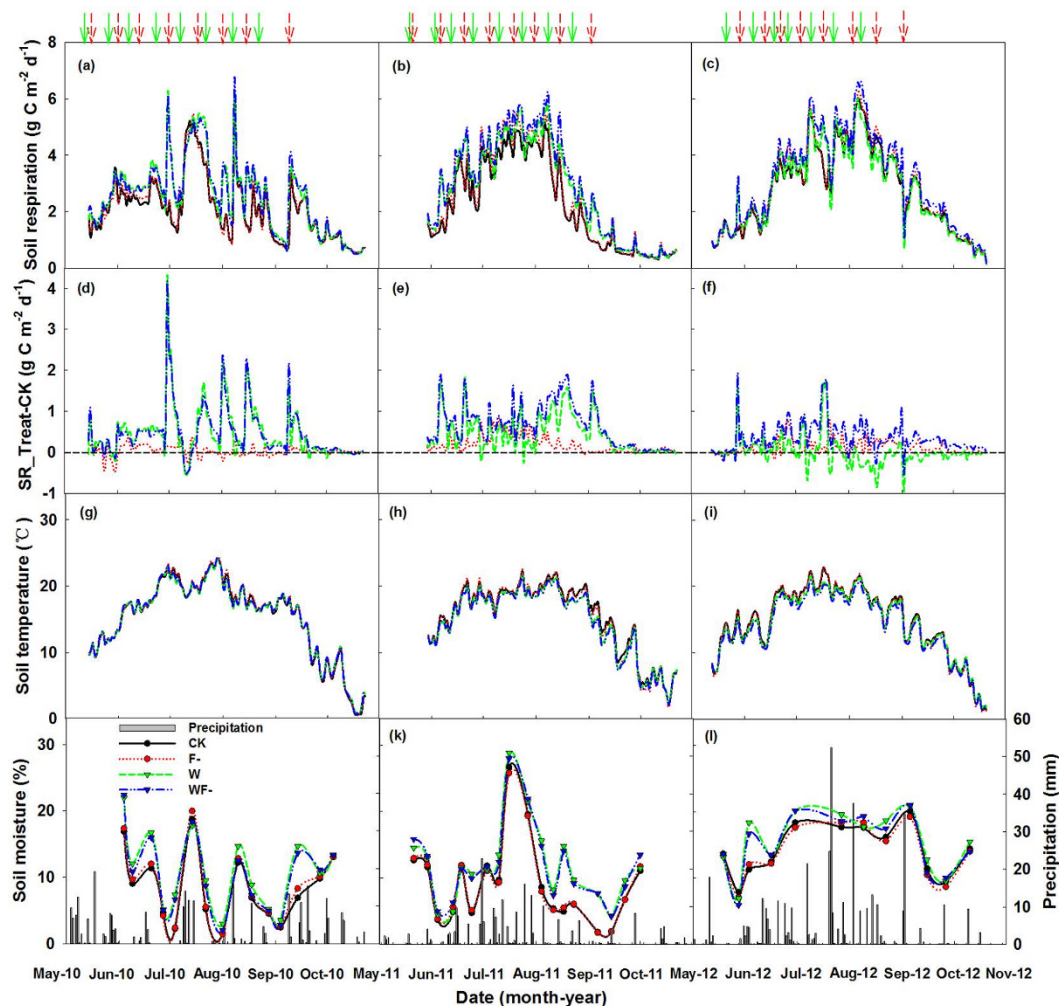 (a)
(b)
(c)
Soil respiration (g C m-2 d-1)
8
6
4
2
0
(d)
(e)
(f)
SR_Treat-CK (g C m-2 d-1)
4
3
2
1
0
-1
(g)
(h)
(i)
Soil temperature (℃)
30
20
10
0
Precipitation
CK
F-
W
WF-
(k)
(l)
Soil moisture (%)
30
20
10
0
60
50
40
30
20
10
0
Precipitation (mm)
May-10 Jun-10 Jul-10 Aug-10 Sep-10 Oct-10 May-11 Jun-11 Jul-11 Aug-11 Sep-11 Oct-11 May-12 Jun-12 Jul-12 Aug-12 Sep-12 Oct-12 Nov-12
Date (month-year)